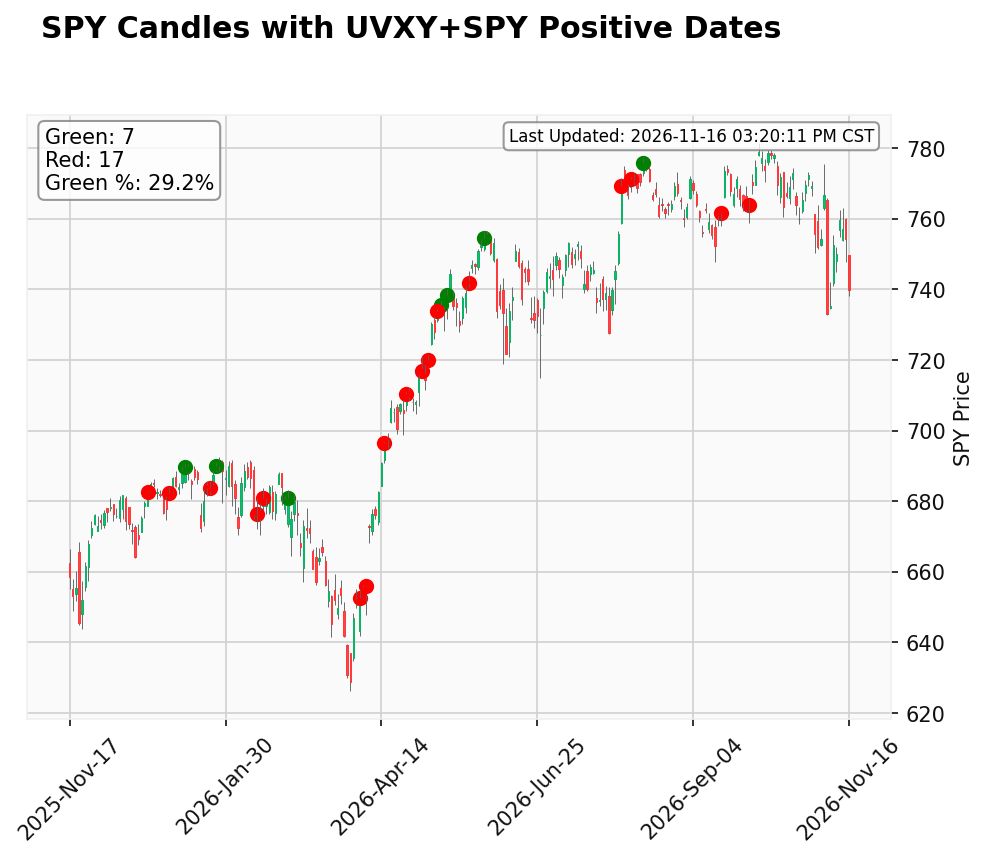 SPY Candles with UVXY+SPY Positive Dates
Green: 7
Red: 17
Green %: 29.2%
Last Updated: 2026-11-16 03:20:11 PM CST
780
760
740
720
700
680
660
640
620
SPY Price
2025-Nov-17
2026-Jan-30
2026-Apr-14
2026-Jun-25
2026-Sep-04
2026-Nov-16